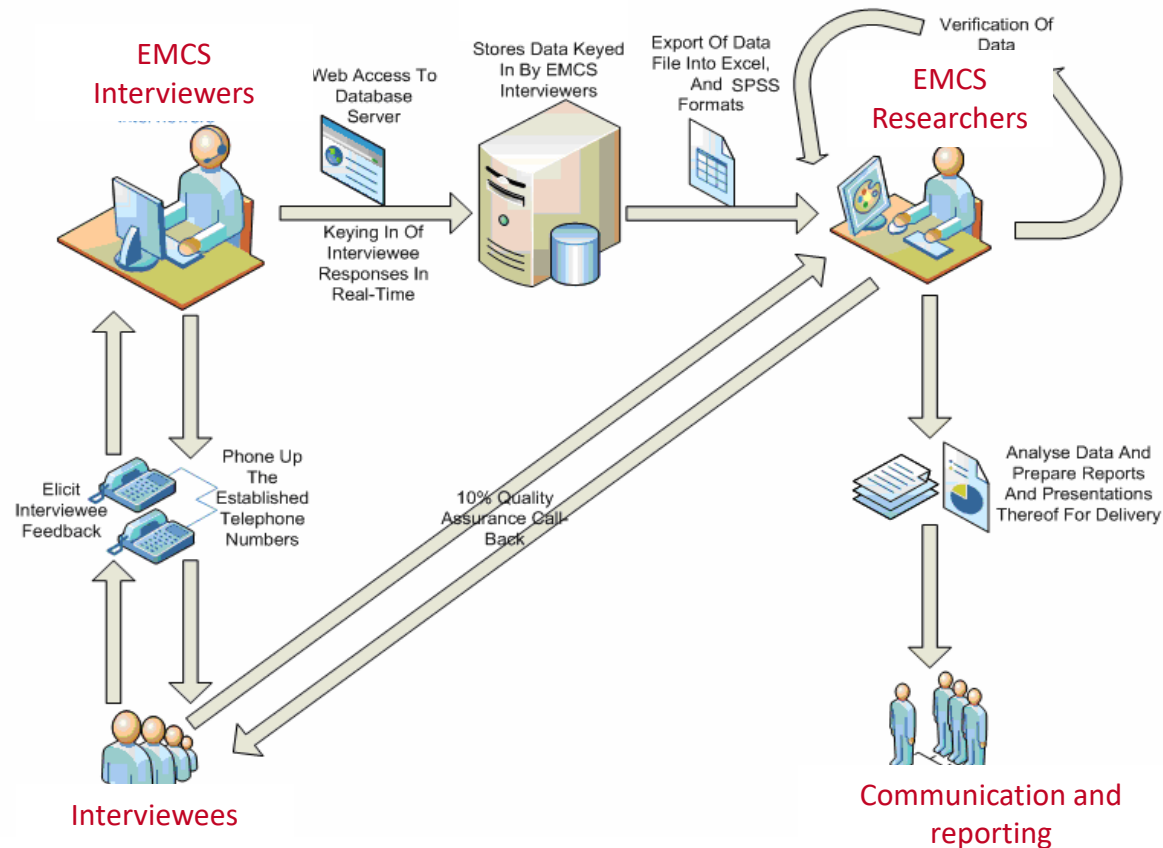 EMCS
Interviewers
Web Access To
Database
Server
Stores Data Keyed
In By EMCS
Interviewers
Export Of Data
File Into Excel,
And SPSS
Formats
Verification Of
Data
EMCS
Researchers
Keying In Of
Interviewee
Responses In
Real-Time
Elicit
Interviewee
Feedback
Phone Up
The
Established
Telephone
Numbers
10% Quality
Assurance Call-
Back
Analyse Data And
Prepare Reports
And Presentations
Thereof For Delivery
Interviewees
Communication and
reporting